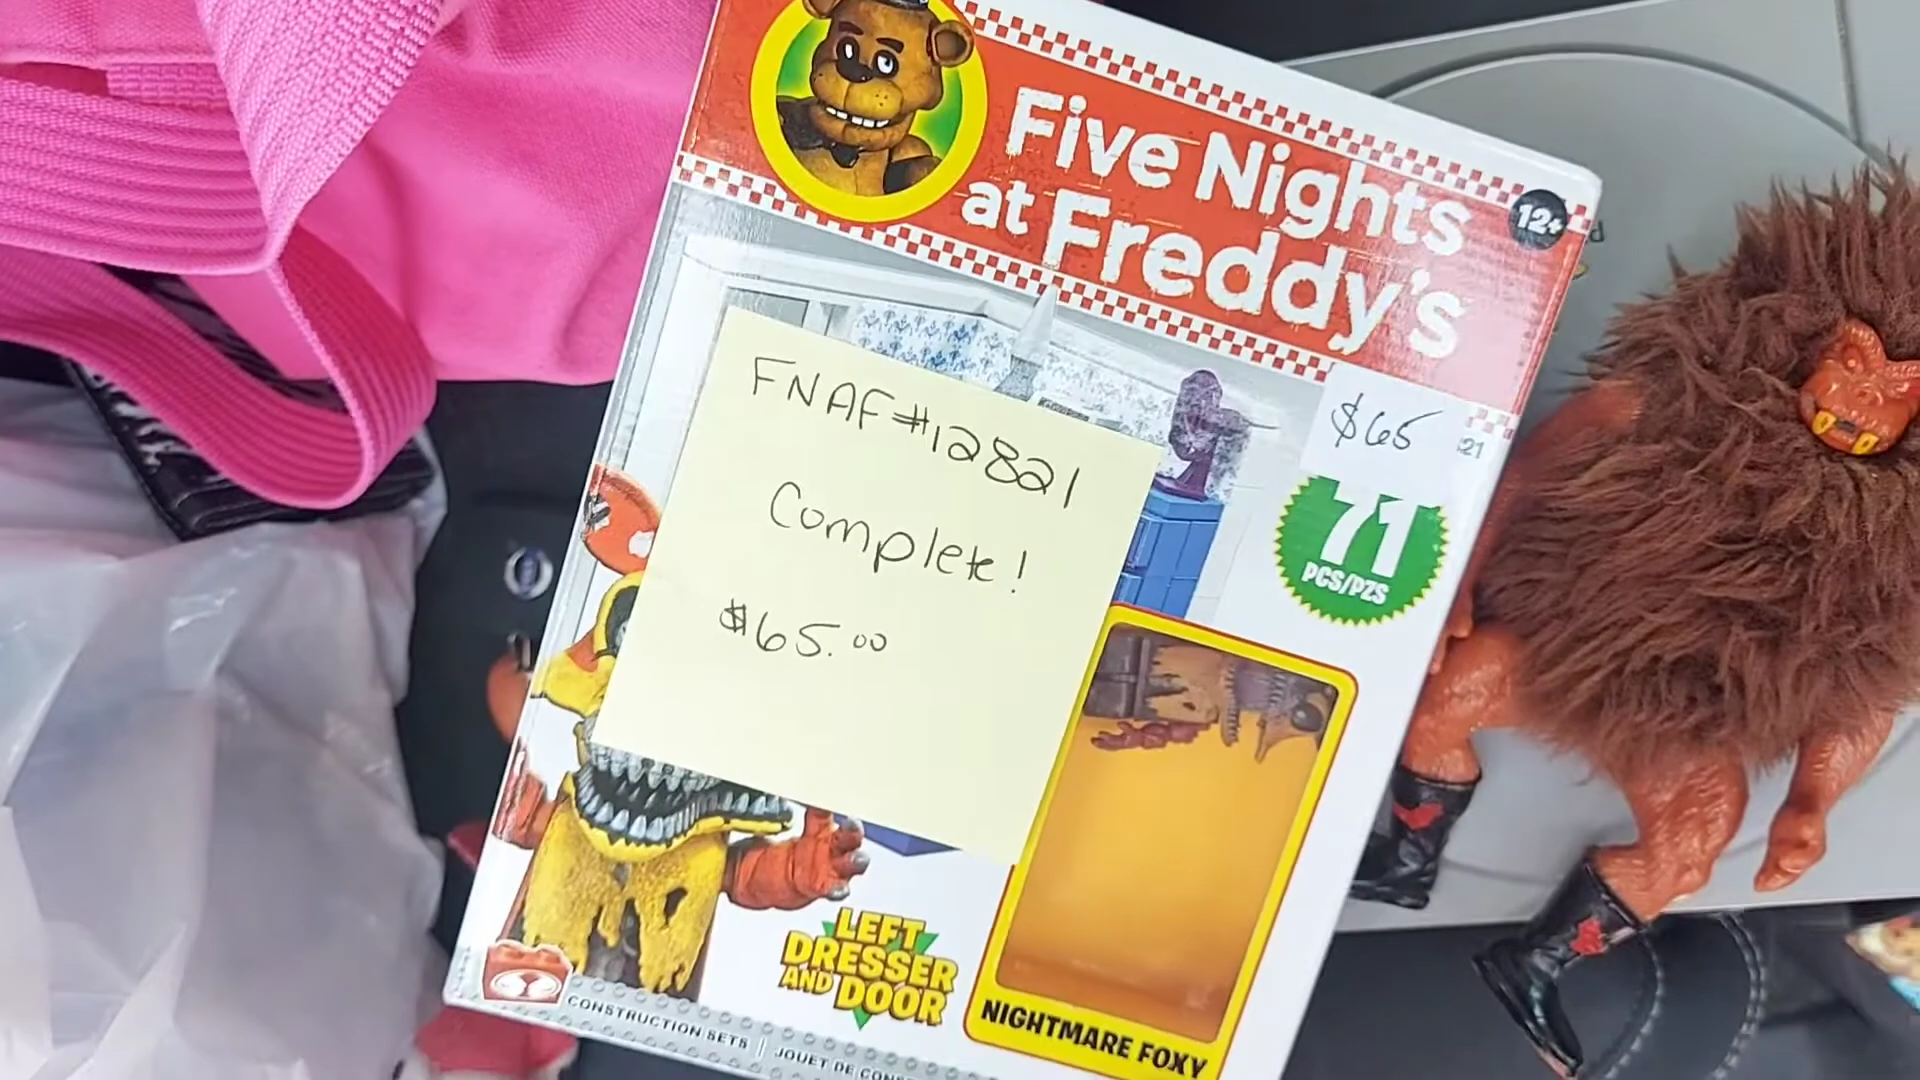 Five Nights
at Freddy's
12+
FNAF #12821
Complete!
$65.00
$65
21
71
PCS/PZS
LEFT
DRESSER
AND DOOR
NIGHTMARE FOXY
CONSTRUCTION SETS | JOUET DE CONS